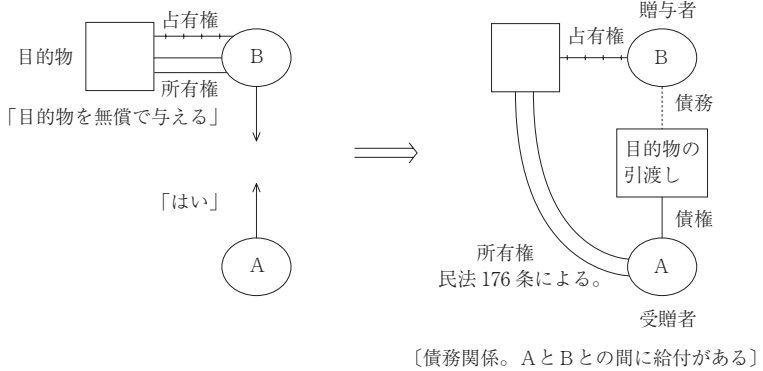 占有権
目的物
B
所有権
「目的物を無償で与える」
「はい」
A
贈与者
占有権
B
債務
目的物の
引渡し
債権
所有権
民法 176 条による。
A
受贈者
〔債務関係。AとBとの間に給付がある〕